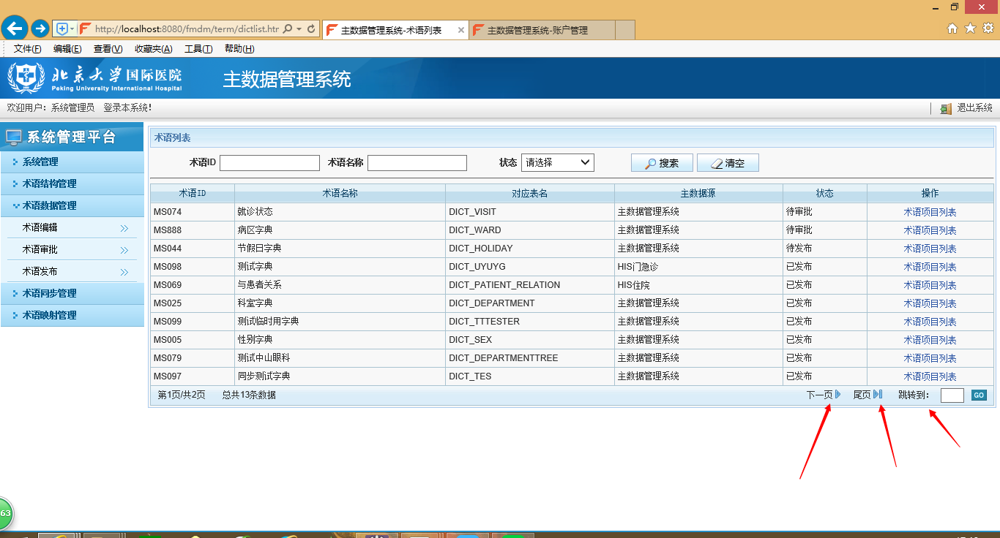 http://localhost:8080/fmdm/term/dictlist.htr
主数据管理系统-术语列表
主数据管理系统-账户管理
文件(F) 编辑(E) 查看(V) 收藏夹(A) 工具(T) 帮助(H)
北京大学国际医院
Peking University International Hospital
主数据管理系统
欢迎用户：系统管理员 登录本系统！
退出系统
系统管理平台
系统管理
术语结构管理
术语数据管理
术语编辑
术语审批
术语发布
术语同步管理
术语映射管理
术语列表
术语ID 术语名称 状态 请选择 搜索 清空
术语ID 术语名称 对应表名 主数据源 状态 操作
MS074 就诊状态 DICT_VISIT 主数据管理系统 待审批 术语项目列表
MS888 病区字典 DICT_WARD 主数据管理系统 待审批 术语项目列表
MS044 节假日字典 DICT_HOLIDAY 主数据管理系统 待发布 术语项目列表
MS098 测试字典 DICT_UYUYG HIS门急诊 已发布 术语项目列表
MS069 与患者关系 DICT_PATIENT_RELATION HIS住院 已发布 术语项目列表
MS025 科室字典 DICT_DEPARTMENT 主数据管理系统 已发布 术语项目列表
MS099 测试临时用字典 DICT_TTTESTER 主数据管理系统 已发布 术语项目列表
MS005 性别字典 DICT_SEX 主数据管理系统 已发布 术语项目列表
MS079 测试中山眼科 DICT_DEPARTMENTTREE 主数据管理系统 已发布 术语项目列表
MS097 同步测试字典 DICT_TES 主数据管理系统 已发布 术语项目列表
第1页/共2页 总共13条数据 下一页 尾页 跳转到： GO
63